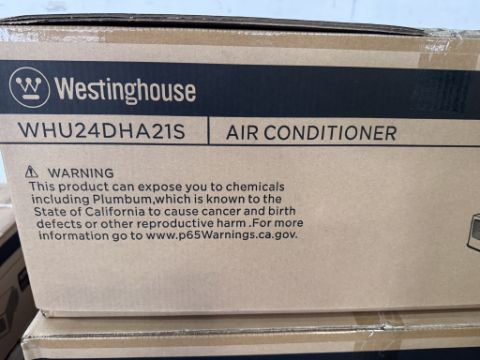 Westinghouse
WHU24DHA21S AIR CONDITIONER
⚠ WARNING
This product can expose you to chemicals
including Plumbum,which is known to the
State of California to cause cancer and birth
defects or other reproductive harm .For more
information go to www.p65Warnings.ca.gov.